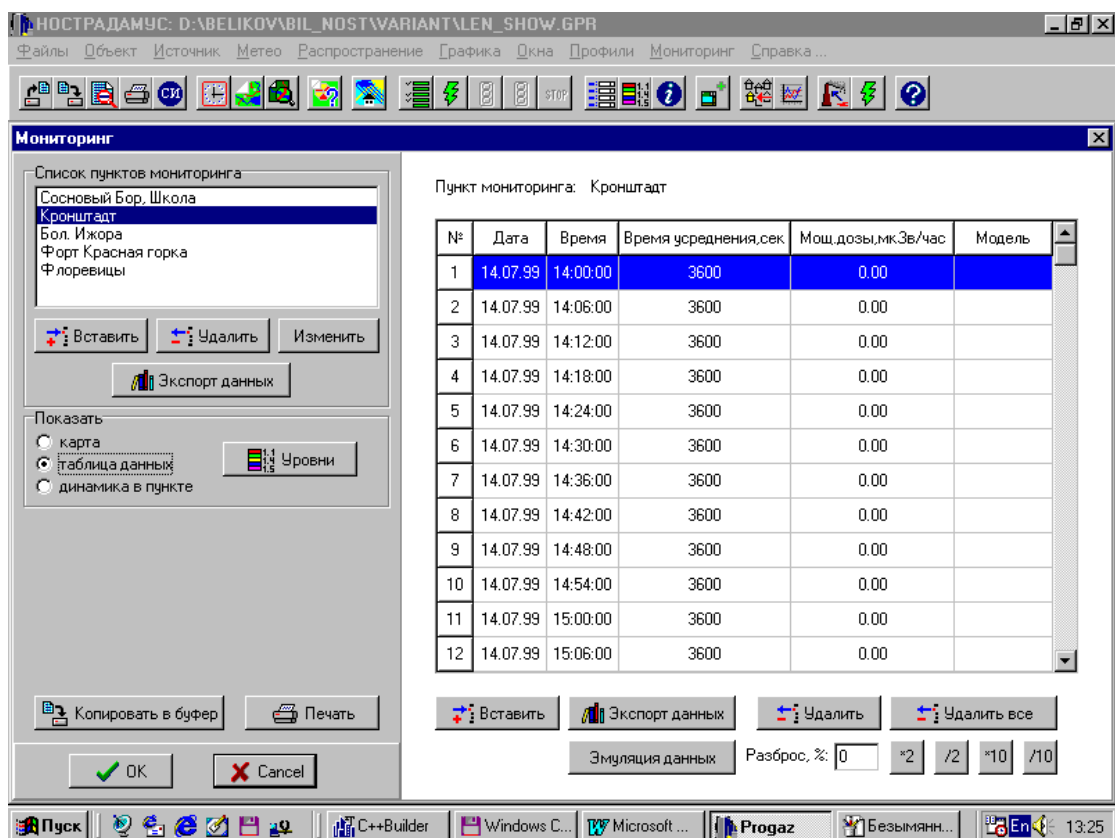 НОСТРАДАМУС: D:\BELIKOV\BIL_NOST\VARIANT\LEN_SHOW.GPR
Файлы Объект Источник Метео Распространение Графика Окна Профили Мониторинг Справка ...
СИ STOP
Мониторинг
Список пунктов мониторинга
Сосновый Бор, Школа
Кронштадт
Бол. Ижора
Форт Красная горка
Флоревицы
Вставить Удалить Изменить
Экспорт данных
Показать
карта
таблица данных
динамика в пункте
Уровни
Копировать в буфер Печать
OK Cancel
Пункт мониторинга: Кронштадт
№ Дата Время Время усреднения,сек Мощ.дозы,мкЗв/час Модель
1 14.07.99 14:00:00 3600 0.00
2 14.07.99 14:06:00 3600 0.00
3 14.07.99 14:12:00 3600 0.00
4 14.07.99 14:18:00 3600 0.00
5 14.07.99 14:24:00 3600 0.00
6 14.07.99 14:30:00 3600 0.00
7 14.07.99 14:36:00 3600 0.00
8 14.07.99 14:42:00 3600 0.00
9 14.07.99 14:48:00 3600 0.00
10 14.07.99 14:54:00 3600 0.00
11 14.07.99 15:00:00 3600 0.00
12 14.07.99 15:06:00 3600 0.00
Вставить Экспорт данных Удалить Удалить все
Эмуляция данных Разброс, %: 0 *2 /2 *10 /10
Пуск C++Builder Windows C... Microsoft ... Progaz Безымянн... En 13:25